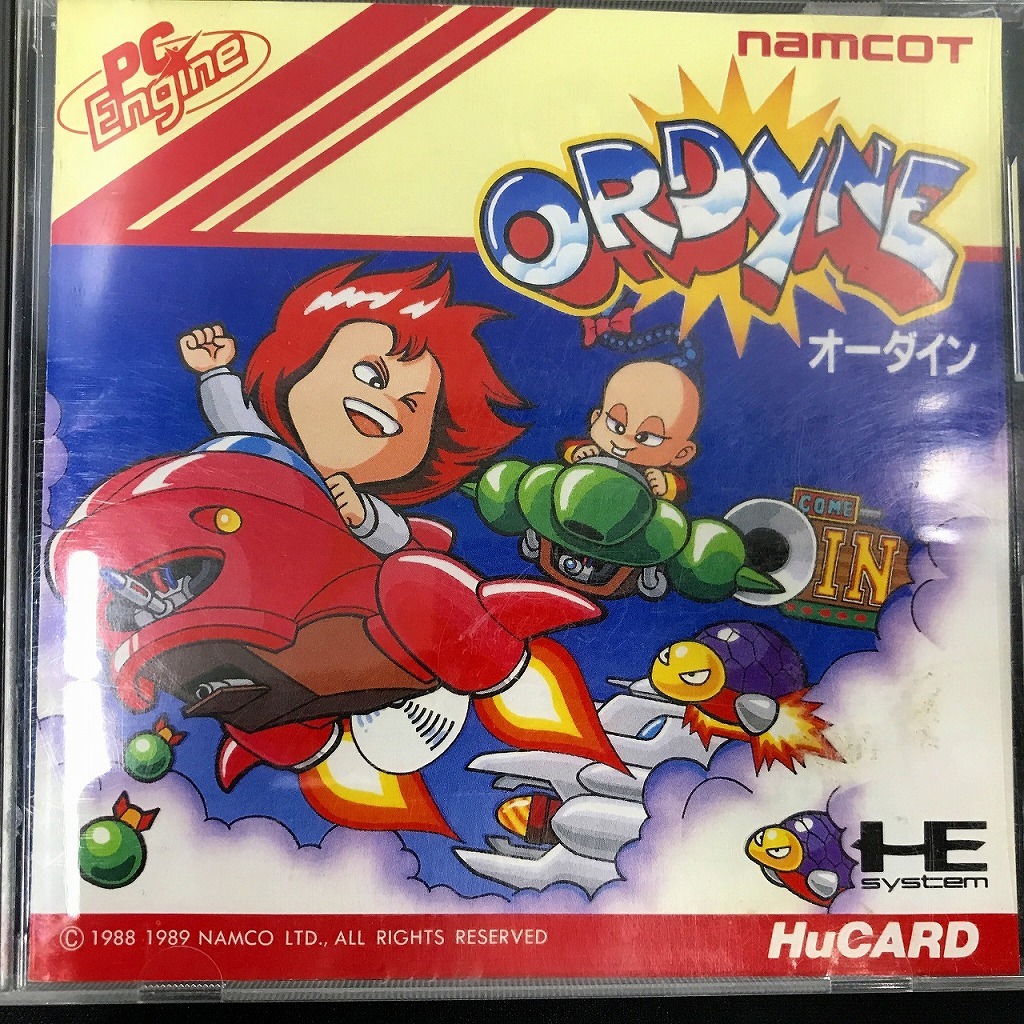 PC Engine
namcot
ORDYNE
オーダイン
COME
IN
HE
system
© 1988 1989 NAMCO LTD., ALL RIGHTS RESERVED
HuCARD